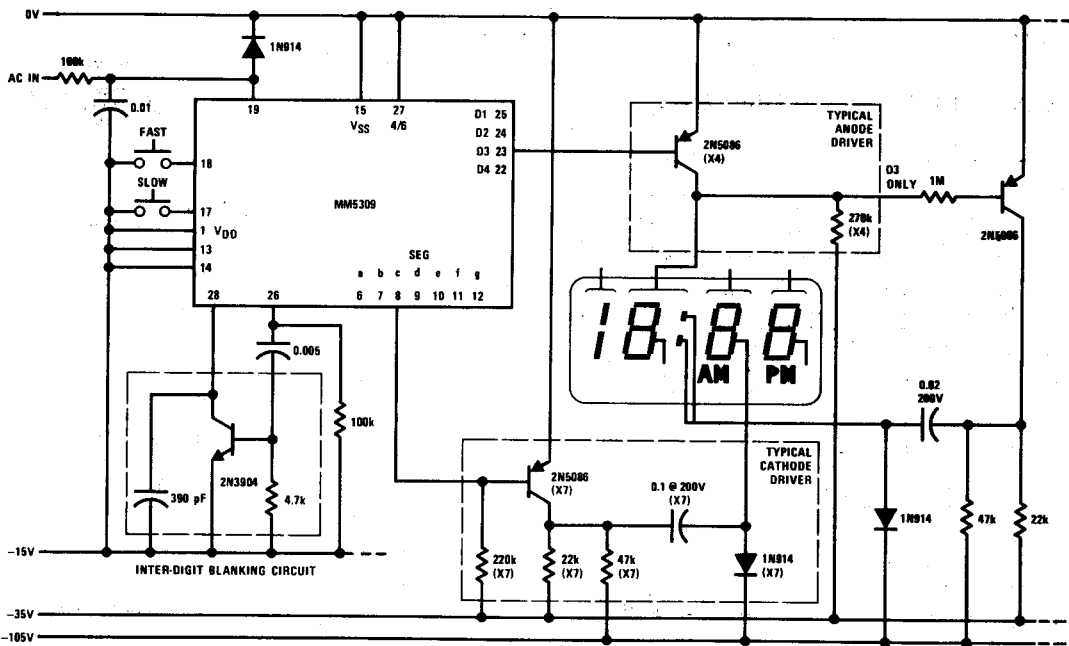 0V
1N914
100k
AC IN
0.01
19
15
VSS
27
4/6
D1 25
D2 24
D3 23
D4 22
FAST
18
SLOW
17
1 VDD
13
14
MM5309
SEG
a b c d e f g
6 7 8 9 10 11 12
28
26
0.005
100k
2N3904
390 pF
4.7k
-15V
INTER-DIGIT BLANKING CIRCUIT
-35V
-105V
TYPICAL
ANODE
DRIVER
2N5086
(X4)
270k
(X4)
D3
ONLY
1M
2N5086
18:88
AM PM
TYPICAL
CATHODE
DRIVER
2N5086
(X7)
0.1 @ 200V
(X7)
220k
(X7)
22k
(X7)
47k
(X7)
1N914
(X7)
0.02
200V
1N914
47k
22k